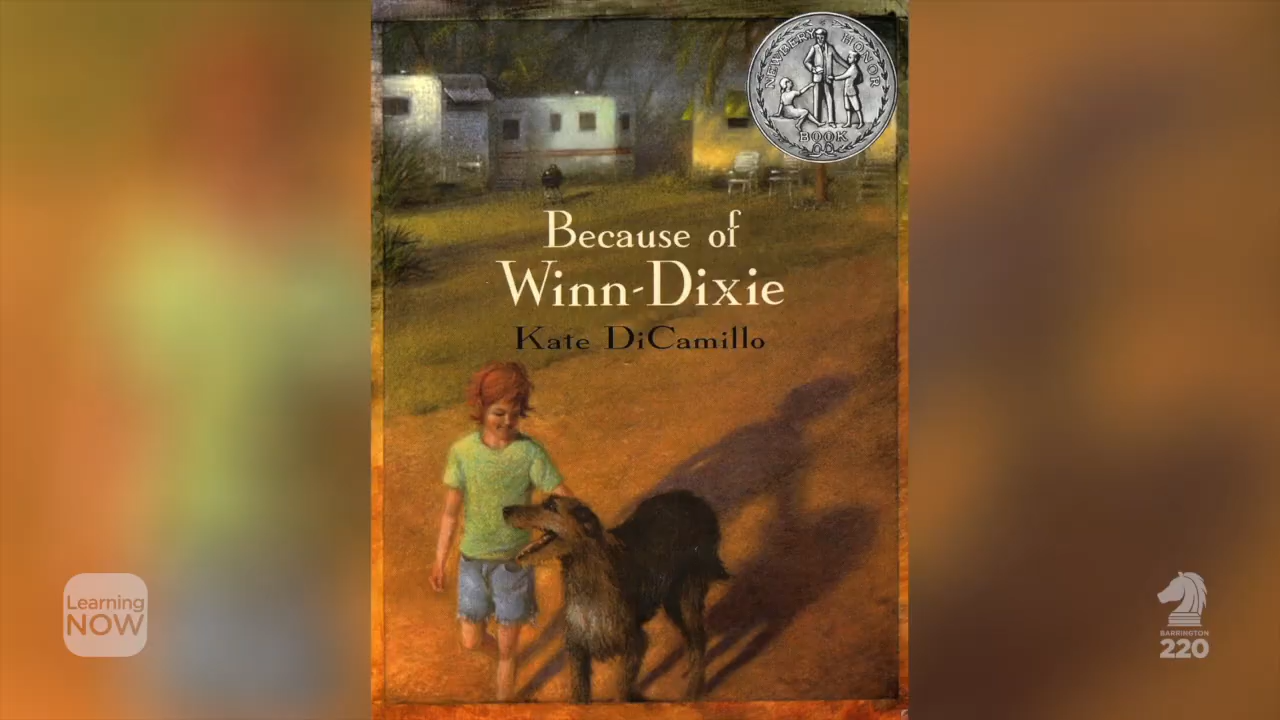 NEWBERY HONOR
BOOK
Because of
Winn-Dixie
Kate DiCamillo
Learning
NOW
BARRINGTON
220